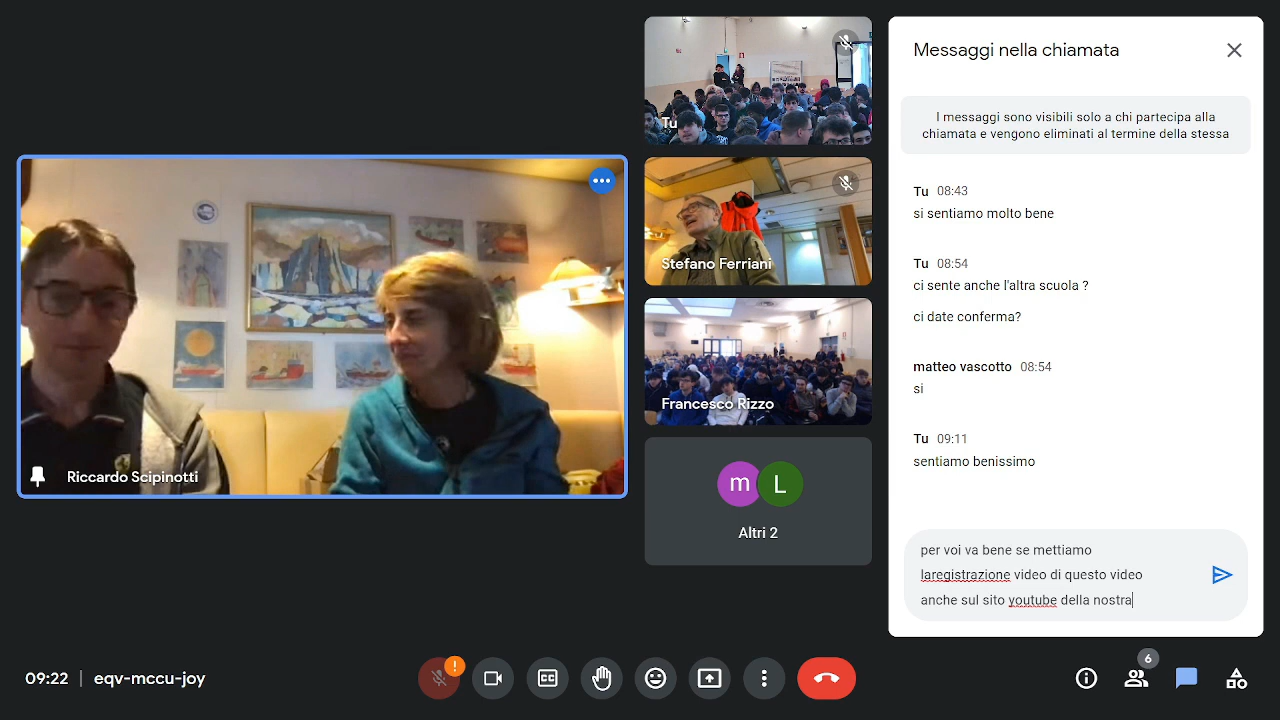 Tu
Stefano Ferriani
Francesco Rizzo
m
L
Altri 2
Riccardo Scipinotti
Messaggi nella chiamata
I messaggi sono visibili solo a chi partecipa alla
chiamata e vengono eliminati al termine della stessa
Tu 08:43
si sentiamo molto bene
Tu 08:54
ci sente anche l'altra scuola ?
ci date conferma?
matteo vascotto 08:54
si
Tu 09:11
sentiamo benissimo
per voi va bene se mettiamo
laregistrazione video di questo video
anche sul sito youtube della nostra
09:22 | eqv-mccu-joy
!
CC
6